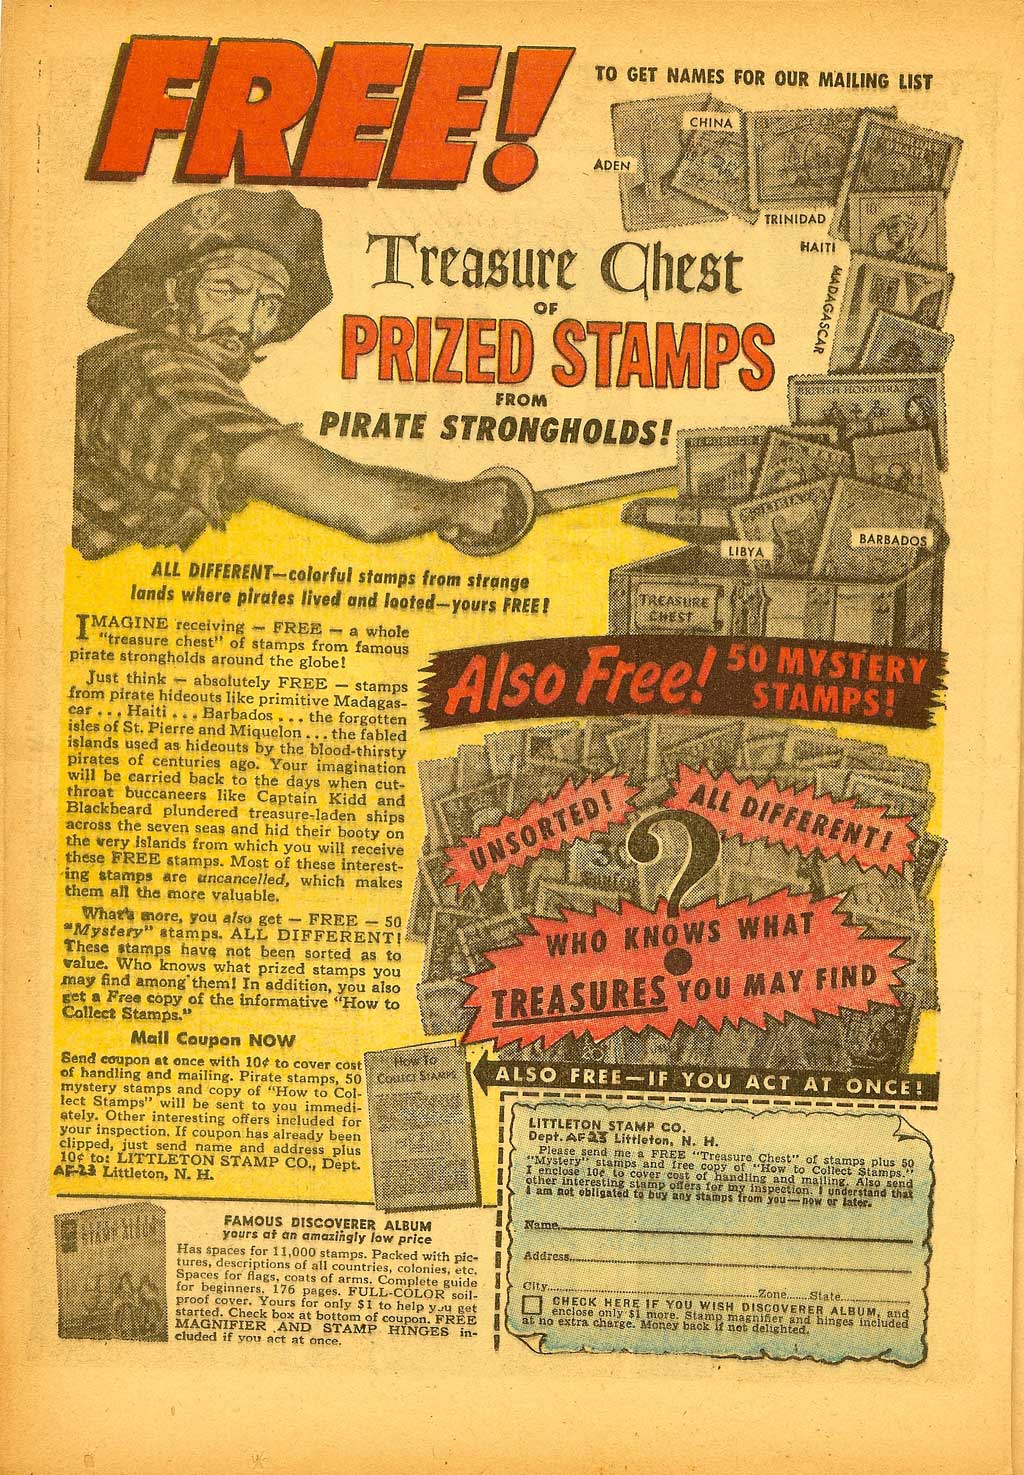 FREE!
TO GET NAMES FOR OUR MAILING LIST
CHINA
ADEN
TRINIDAD
HAITI
MADAGASCAR
Treasure Chest
OF
PRIZED STAMPS
FROM
PIRATE STRONGHOLDS!
LIBYA
BARBADOS
TREASURE
CHEST
ALL DIFFERENT—colorful stamps from strange
lands where pirates lived and looted—yours FREE!
IMAGINE receiving — FREE — a whole
"treasure chest" of stamps from famous
pirate strongholds around the globe!
Just think — absolutely FREE — stamps
from pirate hideouts like primitive Madagas-
car . . . Haiti . . . Barbados . . . the forgotten
isles of St. Pierre and Miquelon . . . the fabled
islands used as hideouts by the blood-thirsty
pirates of centuries ago. Your imagination
will be carried back to the days when cut-
throat buccaneers like Captain Kidd and
Blackbeard plundered treasure-laden ships
across the seven seas and hid their booty on
the very islands from which you will receive
these FREE stamps. Most of these interest-
ing stamps are uncancelled, which makes
them all the more valuable.
What's more, you also get — FREE — 50
"Mystery" stamps. ALL DIFFERENT!
These stamps have not been sorted as to
value. Who knows what prized stamps you
may find among them! In addition, you also
get a Free copy of the informative "How to
Collect Stamps."
Mail Coupon NOW
Send coupon at once with 10¢ to cover cost
of handling and mailing. Pirate stamps, 50
mystery stamps and copy of "How to Col-
lect Stamps" will be sent to you immedi-
ately. Other interesting offers included for
your inspection. If coupon has already been
clipped, just send name and address plus
10¢ to: LITTLETON STAMP CO., Dept.
AF-23 Littleton, N. H.
Also Free! 50 MYSTERY
STAMPS!
UNSORTED!
ALL DIFFERENT!
?
WHO KNOWS WHAT
TREASURES YOU MAY FIND
HOW TO
COLLECT STAMPS
ALSO FREE—IF YOU ACT AT ONCE!
STAMP ALBUM
FAMOUS DISCOVERER ALBUM
yours at an amazingly low price
Has spaces for 11,000 stamps. Packed with pic-
tures, descriptions of all countries, colonies, etc.
Spaces for flags, coats of arms. Complete guide
for beginners. 176 pages. FULL-COLOR soil-
proof cover. Yours for only $1 to help you get
started. Check box at bottom of coupon. FREE
MAGNIFIER AND STAMP HINGES in-
cluded if you act at once.
LITTLETON STAMP CO.
Dept. AF-23 Littleton, N. H.
Please send me a FREE "Treasure Chest" of stamps plus 50
"Mystery" stamps and free copy of "How to Collect Stamps."
I enclose 10¢ to cover cost of handling and mailing. Also send
other interesting stamp offers for my inspection. I understand that
I am not obligated to buy any stamps from you—now or later.
Name
Address
City Zone State
CHECK HERE IF YOU WISH DISCOVERER ALBUM, and
enclose only $1 more. Stamp magnifier and hinges included
at no extra charge. Money back if not delighted.